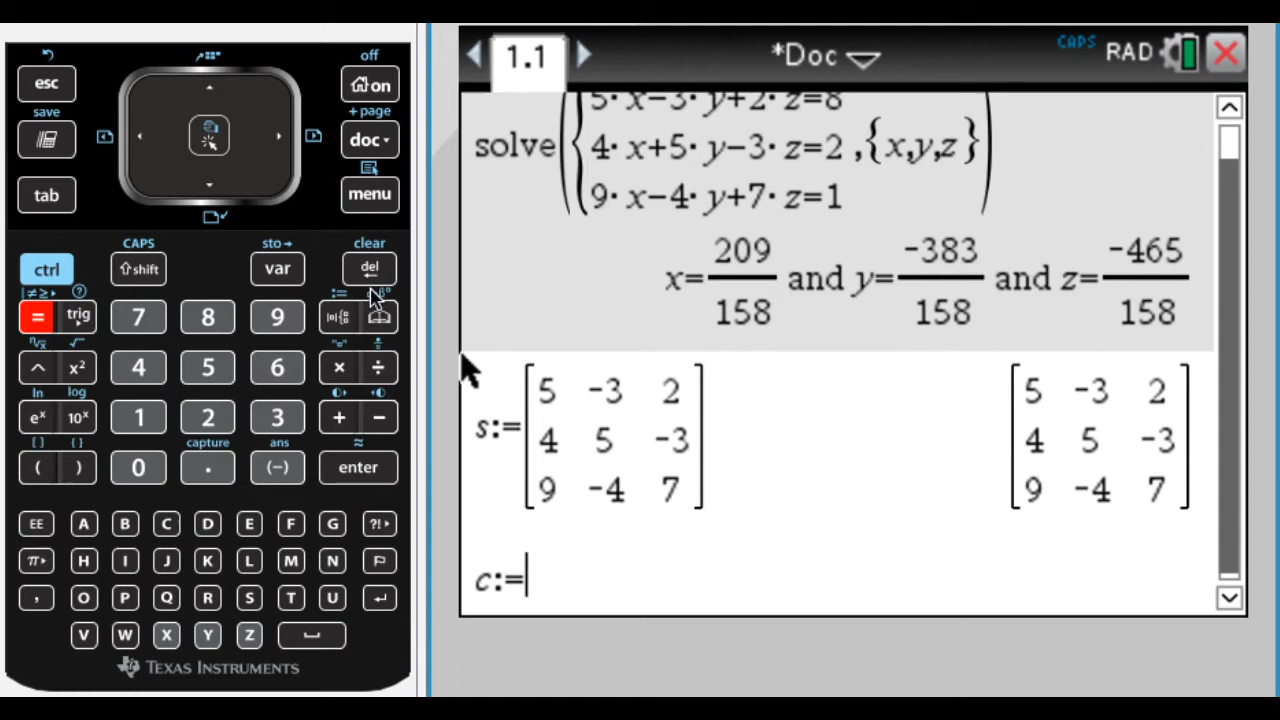 off
esc
on
save
+ page
doc
tab
menu
CAPS
sto→
clear
ctrl
⇧shift
var
del
|≠≥▸ ? := 
= trig 7 8 9
ⁿ√x √ "∞" 
^ x² 4 5 6 × ÷
ln log
eˣ 10ˣ 1 2 3 + −
[ ] { } capture ans ≈
( ) 0 . (−) enter
EE A B C D E F G ?!▸
π▸ H I J K L M N
, O P Q R S T U ↵
V W X Y Z
TEXAS INSTRUMENTS
1.1 *Doc CAPS RAD
5· x−3· y+2· z=8
solve 4· x+5· y−3· z=2 ,{x,y,z}
9· x−4· y+7· z=1
209 -383 -465
x= and y= and z=
158 158 158
5 -3 2 5 -3 2
s:= 4 5 -3 4 5 -3
9 -4 7 9 -4 7
c:=